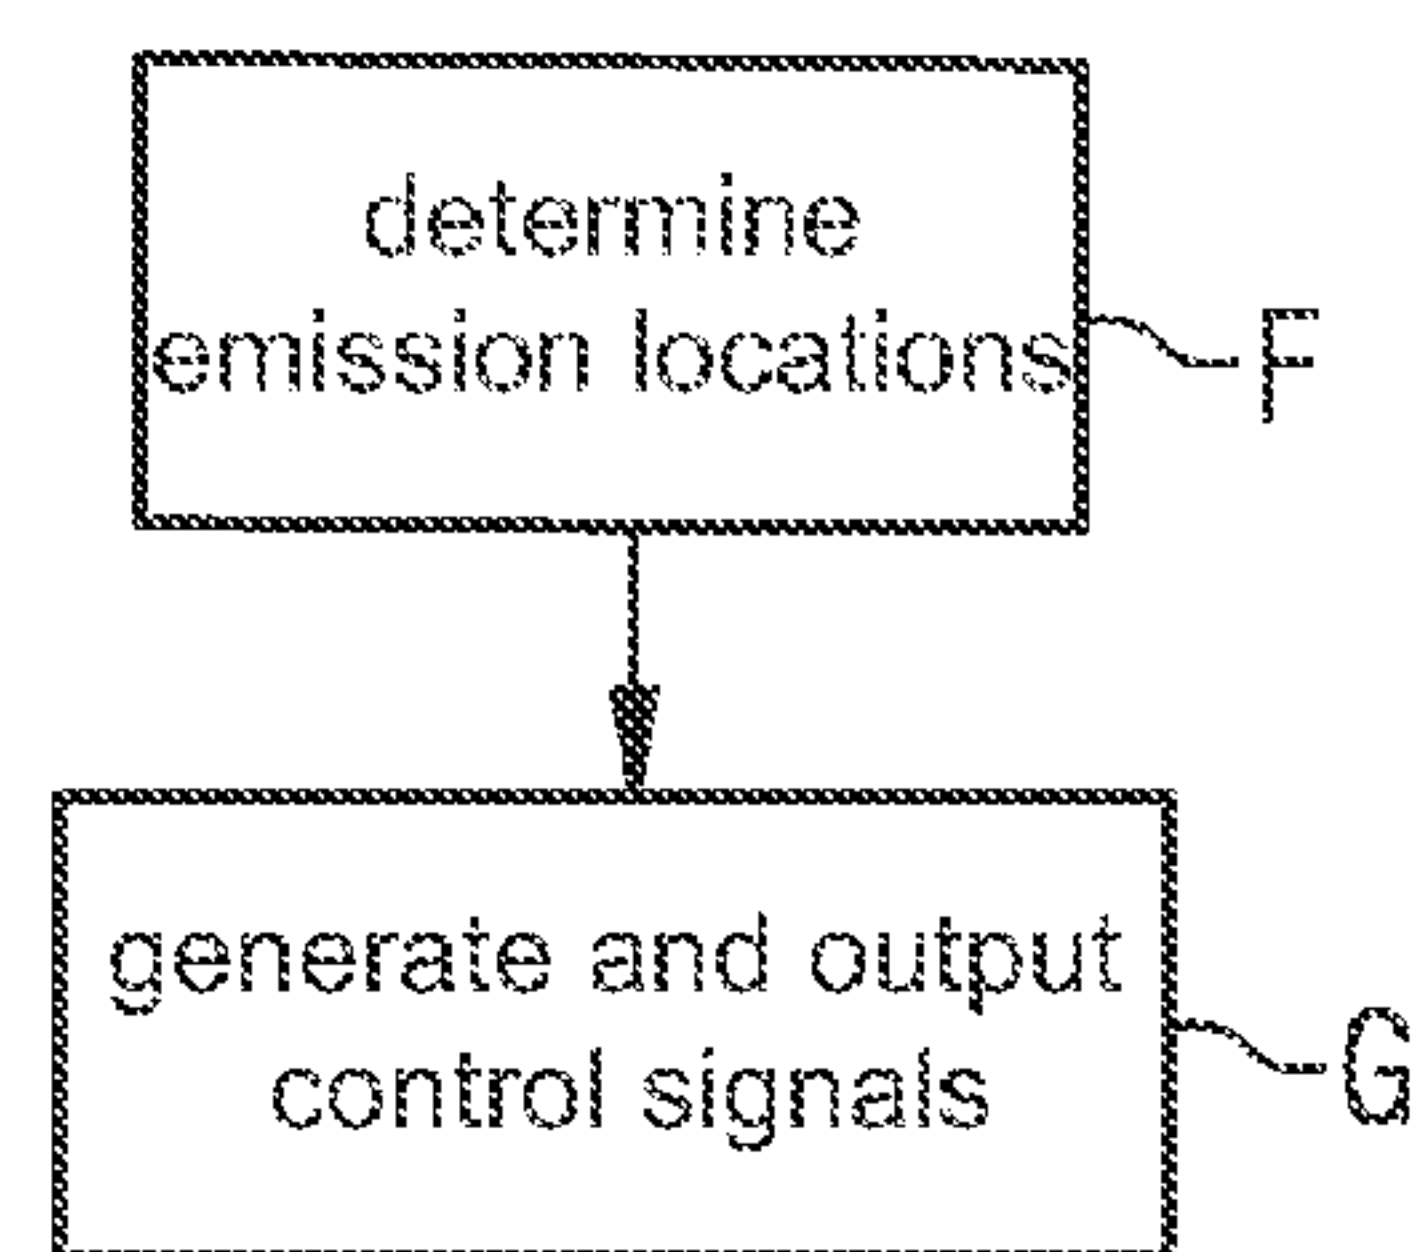 determine
emission locations
F
generate and output
control signals
G